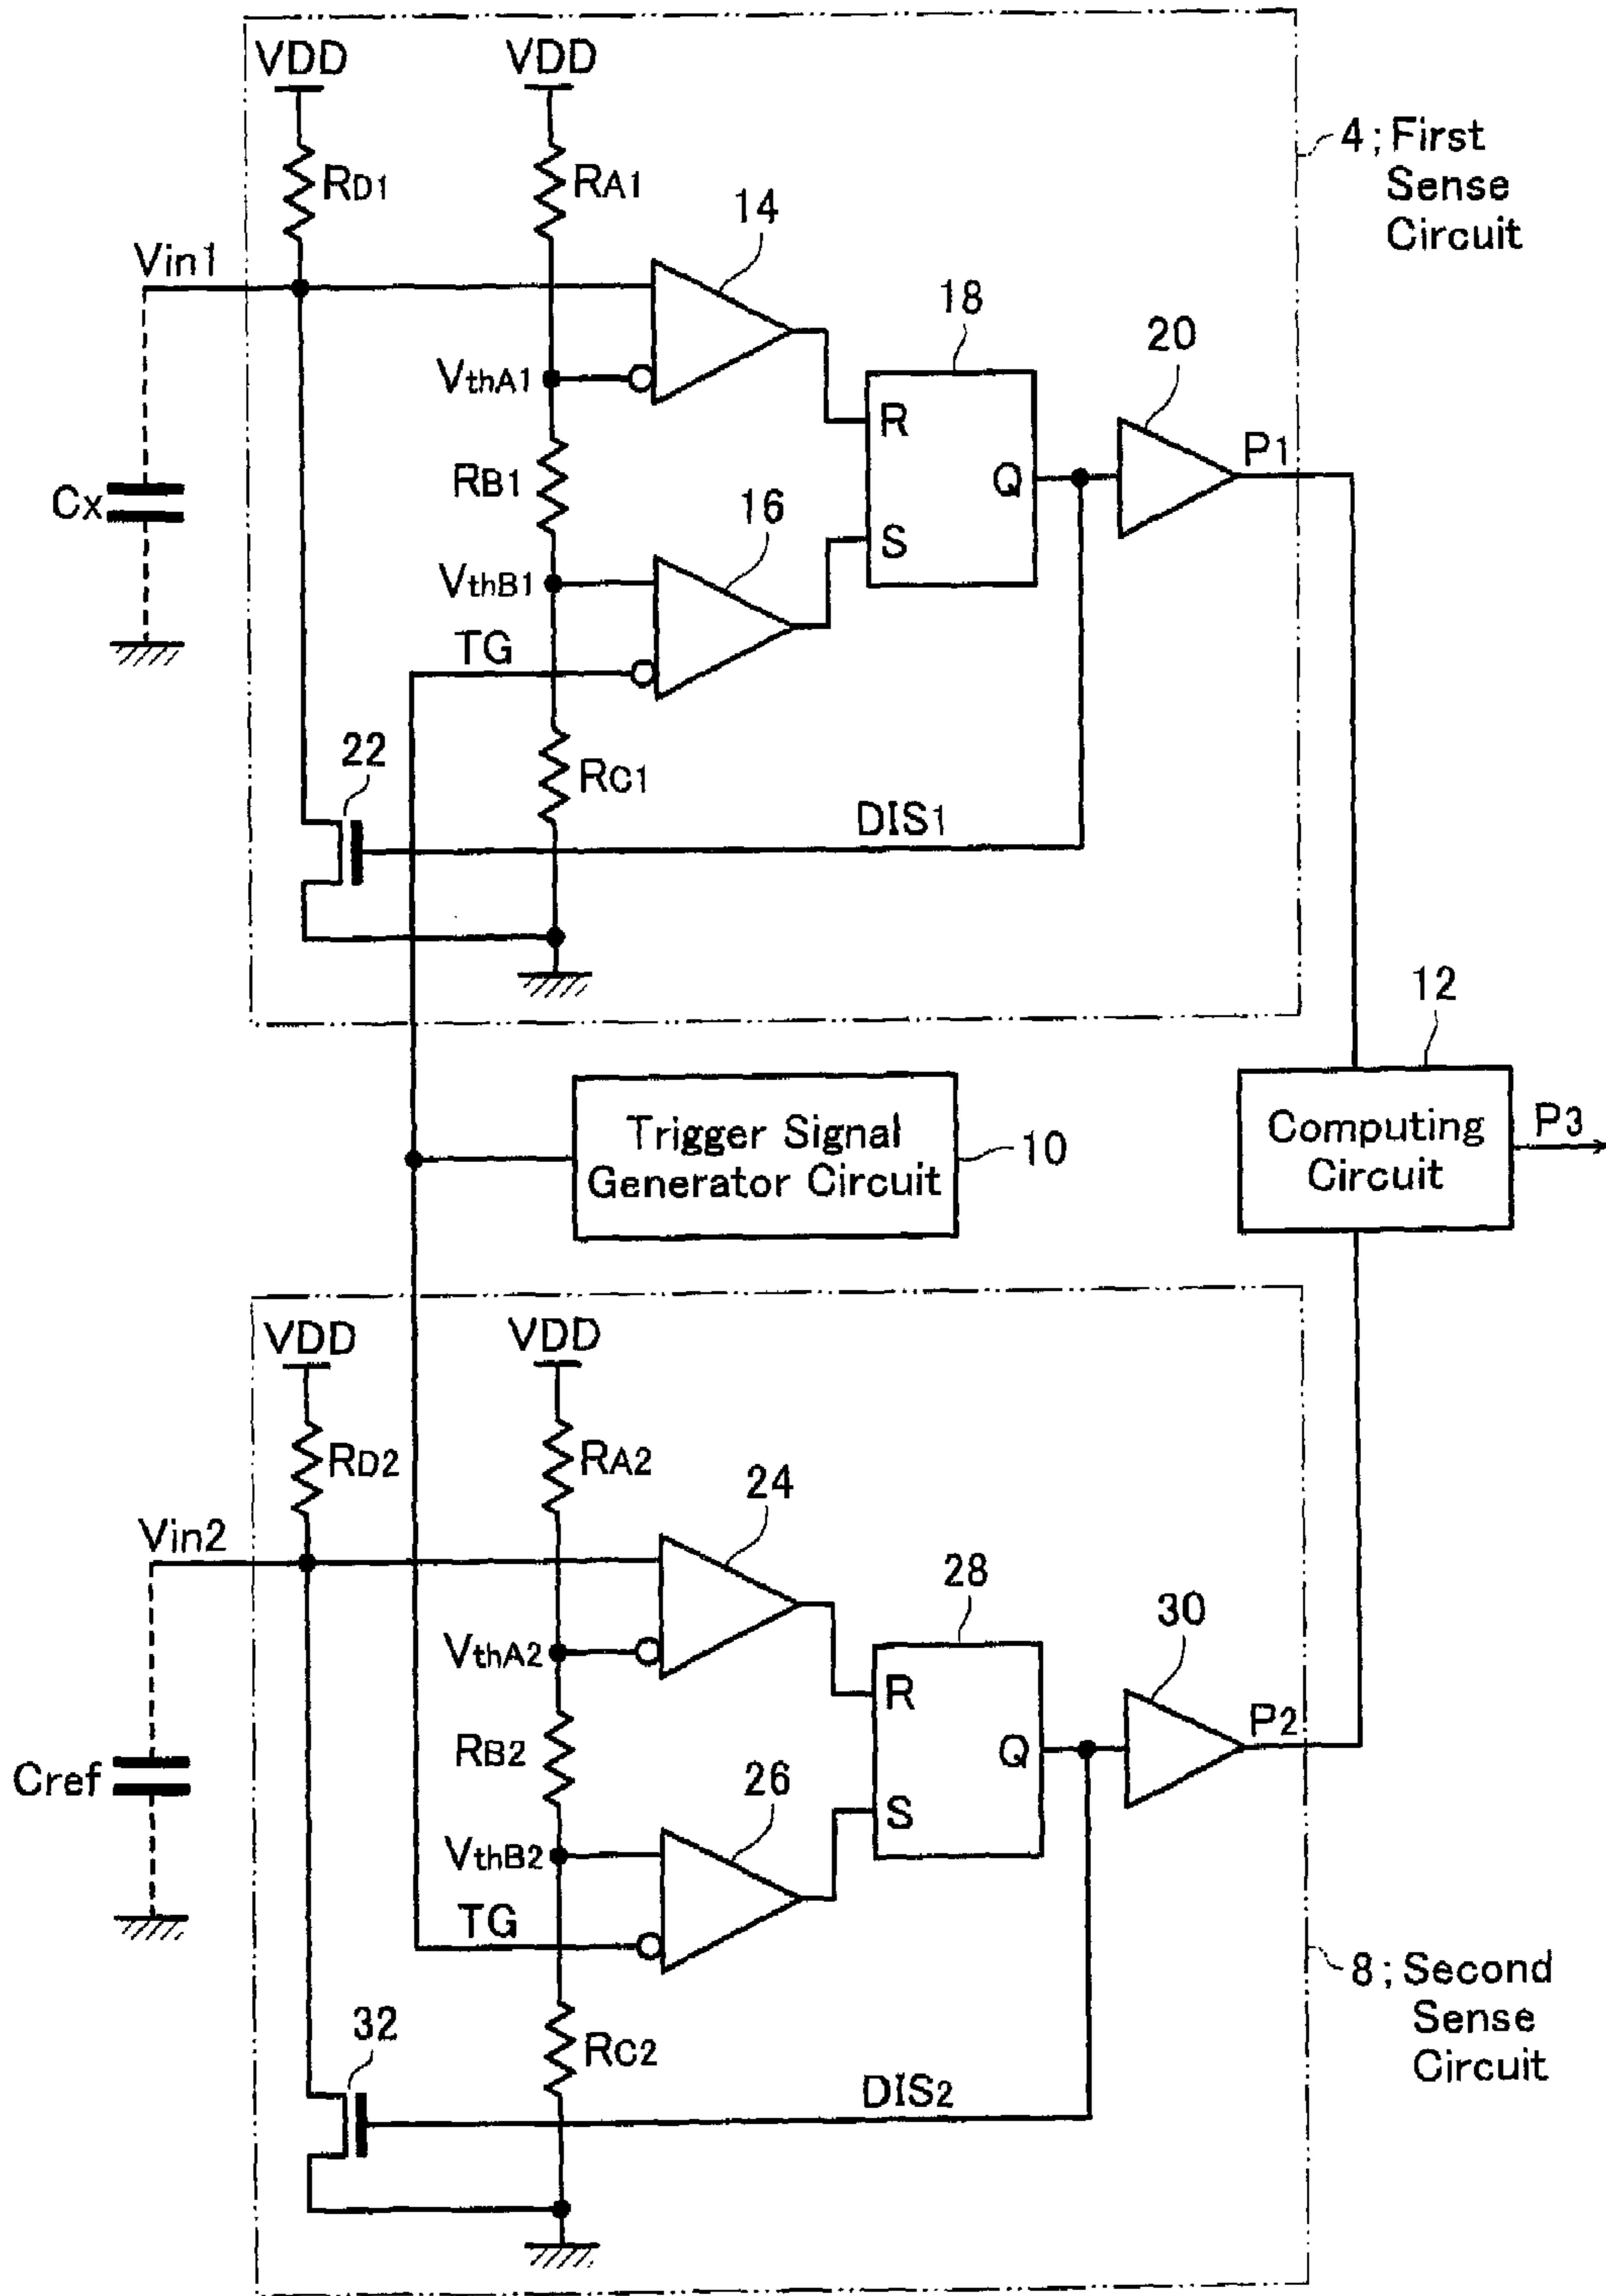 VDD VDD
RD1 RA1
4; First
Sense
Circuit
14
Vin1
18
20
VthA1
R
P1
Cx
RB1
Q
16
S
VthB1
TG
22
RC1
DIS1
12
Trigger Signal
Generator Circuit
10
Computing
Circuit
P3
VDD VDD
RD2 RA2
24
Vin2
28
30
VthA2
R
P2
Cref
RB2
Q
26
S
VthB2
TG
8; Second
Sense
Circuit
32
RC2
DIS2